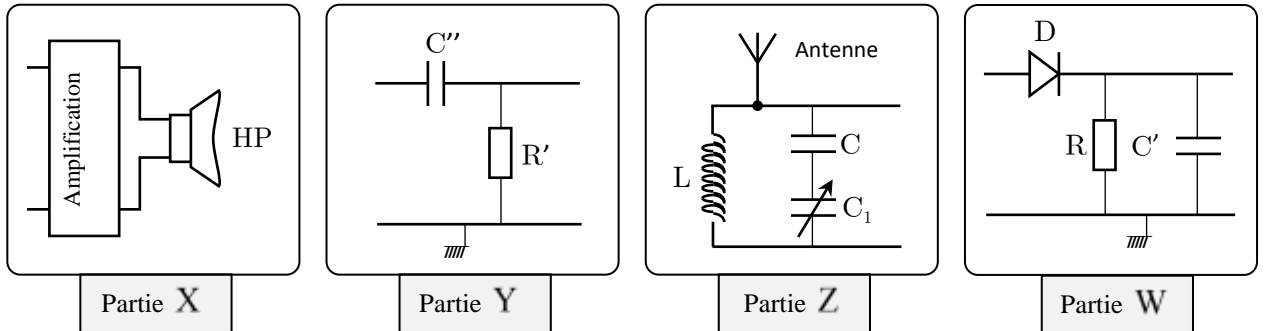 Amplification
HP
Partie X
C''
R'
Partie Y
Antenne
L
C
C₁
Partie Z
D
R
C'
Partie W